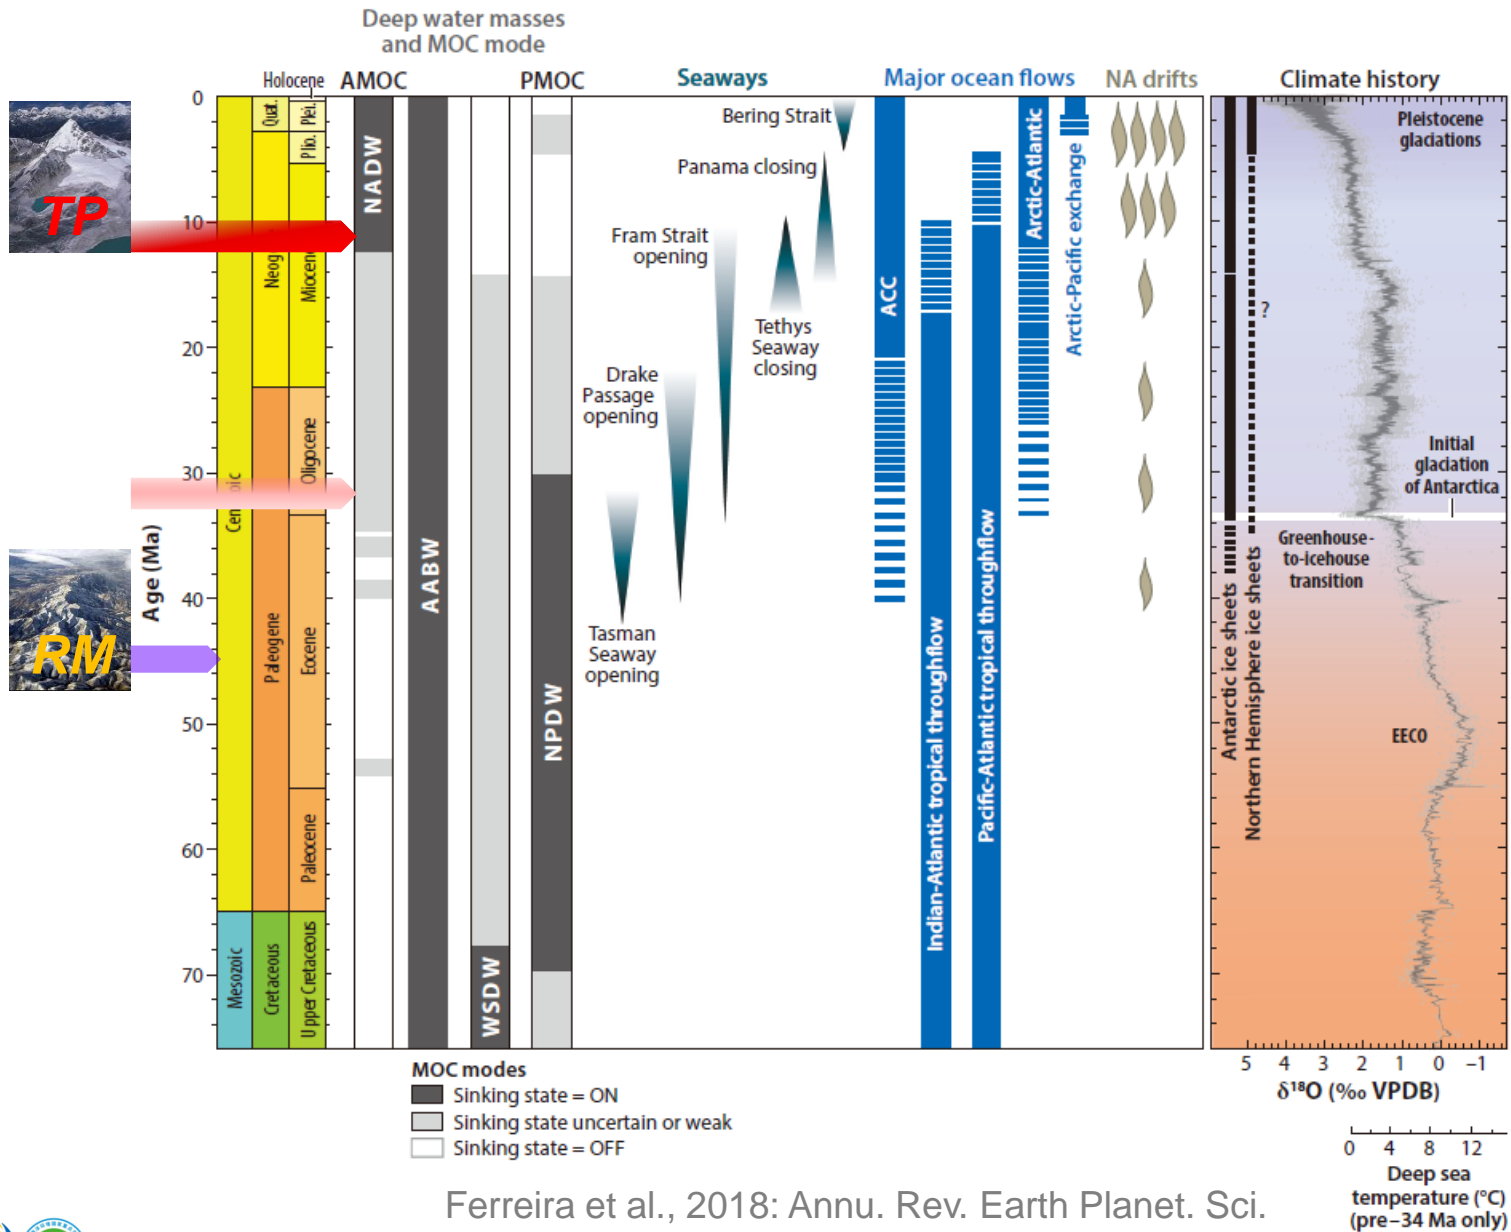 Deep water masses
and MOC mode
Holocene
AMOC
PMOC
Seaways
Major ocean flows
NA drifts
Climate history
0
10
20
30
40
50
60
70
Age (Ma)
TP
RM
Quat.
Plei.
Plio.
Miocene
Oligocene
Eocene
Paleogene
Paleocene
Mesozoic
Cretaceous
Upper Cretaceous
NADW
AABW
WSDW
NPDW
Bering Strait
Panama closing
Fram Strait
opening
Tethys
Seaway
closing
Drake
Passage
opening
Tasman
Seaway
opening
ACC
Indian-Atlantic tropical throughflow
Pacific-Atlantic tropical throughflow
Arctic-Atlantic
Arctic-Pacific exchange
Pleistocene
glaciations
?
Initial
glaciation
of Antarctica
Greenhouse-
to-icehouse
transition
EECO
Antarctic ice sheets
Northern Hemisphere ice sheets
5 4 3 2 1 0 −1
δ¹⁸O (‰ VPDB)
0 4 8 12
Deep sea
temperature (°C)
(pre–34 Ma only)
MOC modes
Sinking state = ON
Sinking state uncertain or weak
Sinking state = OFF
Ferreira et al., 2018: Annu. Rev. Earth Planet. Sci.